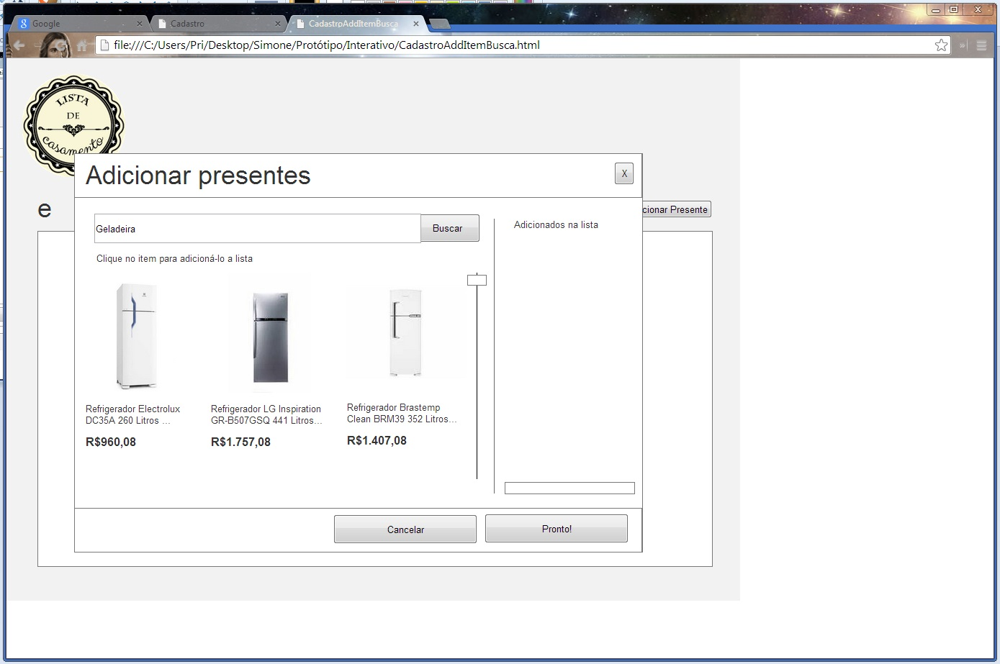 Google
Cadastro
CadastroAddItemBusca
file:///C:/Users/Pri/Desktop/Simone/Protótipo/Interativo/CadastroAddItemBusca.html
LISTA
DE
casamento
Adicionar presentes
X
e
cionar Presente
Geladeira
Buscar
Adicionados na lista
Clique no item para adicioná-lo a lista
Refrigerador Electrolux
DC35A 260 Litros ...
R$960,08
Refrigerador LG Inspiration
GR-B507GSQ 441 Litros...
R$1.757,08
Refrigerador Brastemp
Clean BRM39 352 Litros...
R$1.407,08
Cancelar
Pronto!